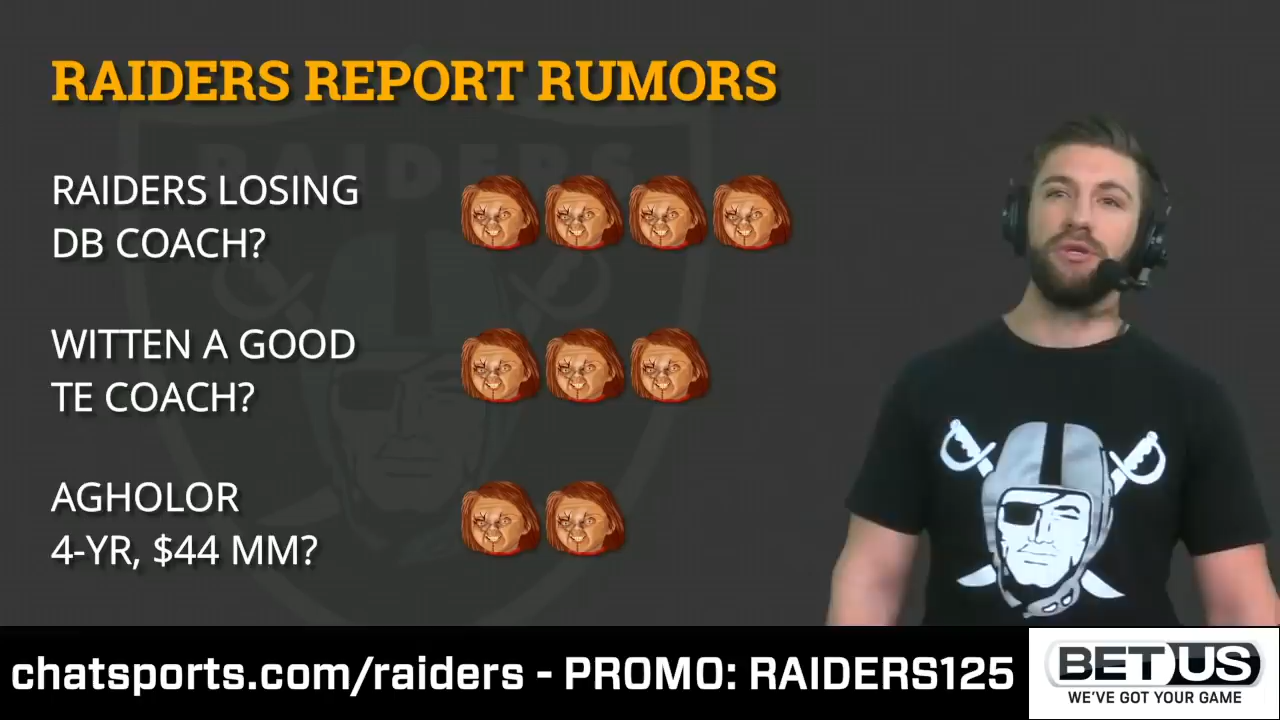 RAIDERS REPORT RUMORS
RAIDERS
RAIDERS LOSING
DB COACH?
WITTEN A GOOD
TE COACH?
AGHOLOR
4-YR, $44 MM?
chatsports.com/raiders - PROMO: RAIDERS125
BETUS
WE'VE GOT YOUR GAME